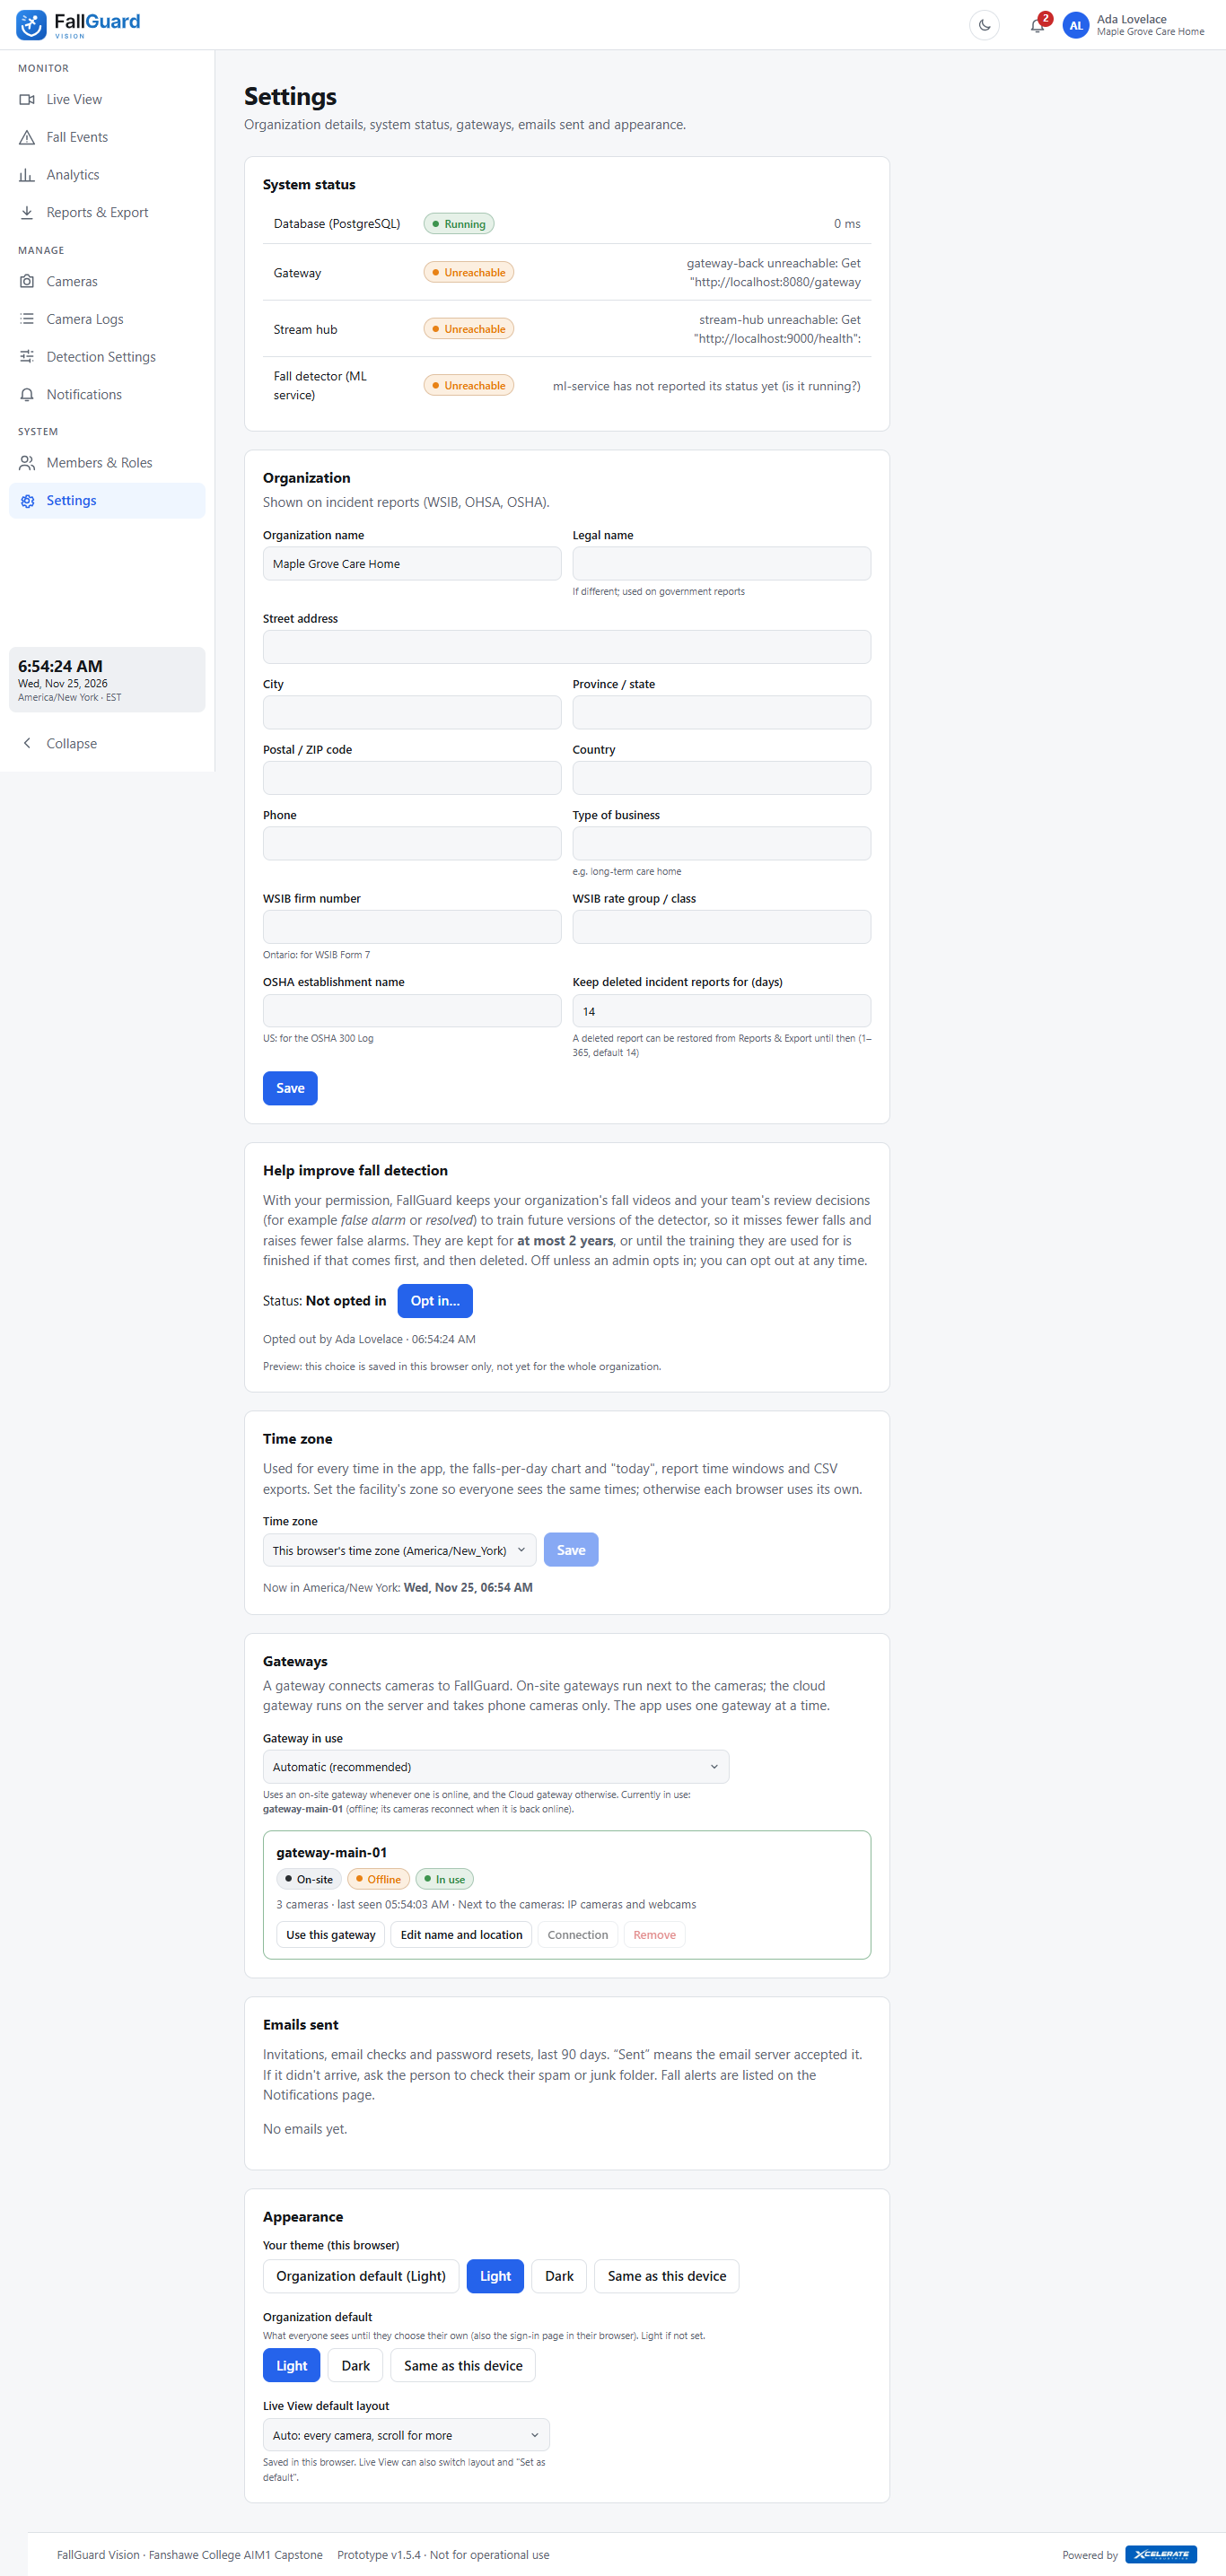 FallGuard
VISION
2
AL
Ada Lovelace
Maple Grove Care Home
MONITOR
Live View
Fall Events
Analytics
Reports & Export
MANAGE
Cameras
Camera Logs
Detection Settings
Notifications
SYSTEM
Members & Roles
Settings
6:54:24 AM
Wed, Nov 25, 2026
America/New York · EST
Collapse
Settings
Organization details, system status, gateways, emails sent and appearance.
System status
Database (PostgreSQL)
Running
0 ms
Gateway
Unreachable
gateway-back unreachable: Get
"http://localhost:8080/gateway
Stream hub
Unreachable
stream-hub unreachable: Get
"http://localhost:9000/health":
Fall detector (ML
service)
Unreachable
ml-service has not reported its status yet (is it running?)
Organization
Shown on incident reports (WSIB, OHSA, OSHA).
Organization name
Legal name
Maple Grove Care Home
If different; used on government reports
Street address
City
Province / state
Postal / ZIP code
Country
Phone
Type of business
e.g. long-term care home
WSIB firm number
WSIB rate group / class
Ontario: for WSIB Form 7
OSHA establishment name
Keep deleted incident reports for (days)
14
US: for the OSHA 300 Log
A deleted report can be restored from Reports & Export until then (1–
365, default 14)
Save
Help improve fall detection
With your permission, FallGuard keeps your organization's fall videos and your team's review decisions
(for example false alarm or resolved) to train future versions of the detector, so it misses fewer falls and
raises fewer false alarms. They are kept for at most 2 years, or until the training they are used for is
finished if that comes first, and then deleted. Off unless an admin opts in; you can opt out at any time.
Status: Not opted in
Opt in...
Opted out by Ada Lovelace · 06:54:24 AM
Preview: this choice is saved in this browser only, not yet for the whole organization.
Time zone
Used for every time in the app, the falls-per-day chart and "today", report time windows and CSV
exports. Set the facility's zone so everyone sees the same times; otherwise each browser uses its own.
Time zone
This browser's time zone (America/New_York)
Save
Now in America/New York: Wed, Nov 25, 06:54 AM
Gateways
A gateway connects cameras to FallGuard. On-site gateways run next to the cameras; the cloud
gateway runs on the server and takes phone cameras only. The app uses one gateway at a time.
Gateway in use
Automatic (recommended)
Uses an on-site gateway whenever one is online, and the Cloud gateway otherwise. Currently in use:
gateway-main-01 (offline; its cameras reconnect when it is back online).
gateway-main-01
On-site
Offline
In use
3 cameras · last seen 05:54:03 AM · Next to the cameras: IP cameras and webcams
Use this gateway
Edit name and location
Connection
Remove
Emails sent
Invitations, email checks and password resets, last 90 days. “Sent” means the email server accepted it.
If it didn't arrive, ask the person to check their spam or junk folder. Fall alerts are listed on the
Notifications page.
No emails yet.
Appearance
Your theme (this browser)
Organization default (Light)
Light
Dark
Same as this device
Organization default
What everyone sees until they choose their own (also the sign-in page in their browser). Light if not set.
Light
Dark
Same as this device
Live View default layout
Auto: every camera, scroll for more
Saved in this browser. Live View can also switch layout and "Set as
default".
FallGuard Vision · Fanshawe College AIM1 Capstone
Prototype v1.5.4 · Not for operational use
Powered by
XCELERATE